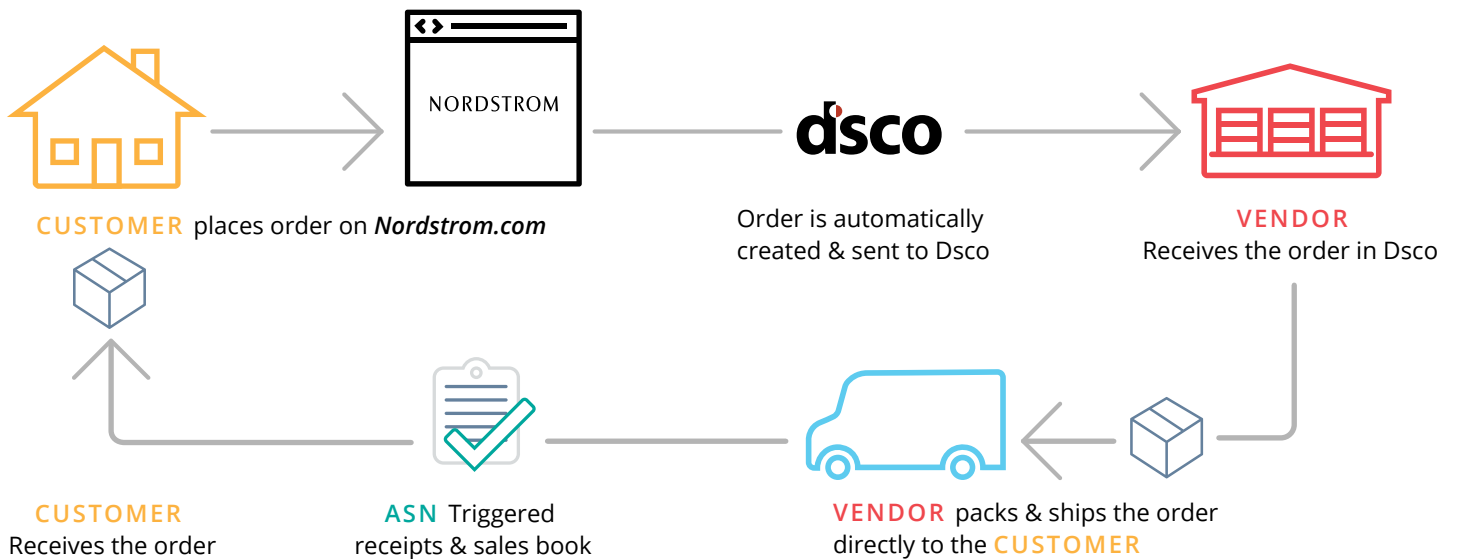 NORDSTROM
dsco
CUSTOMER places order on Nordstrom.com
Order is automatically
created & sent to Dsco
VENDOR
Receives the order in Dsco
CUSTOMER
Receives the order
ASN Triggered
receipts & sales book
VENDOR packs & ships the order
directly to the CUSTOMER